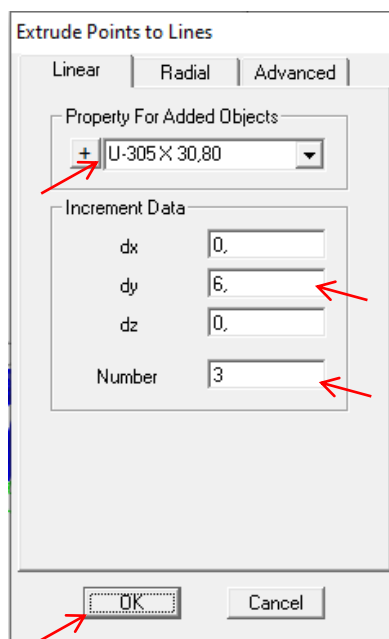 Extrude Points to Lines
Linear Radial Advanced
Property For Added Objects
+ U-305 X 30,80
Increment Data
dx 0,
dy 6,
dz 0,
Number 3
OK Cancel